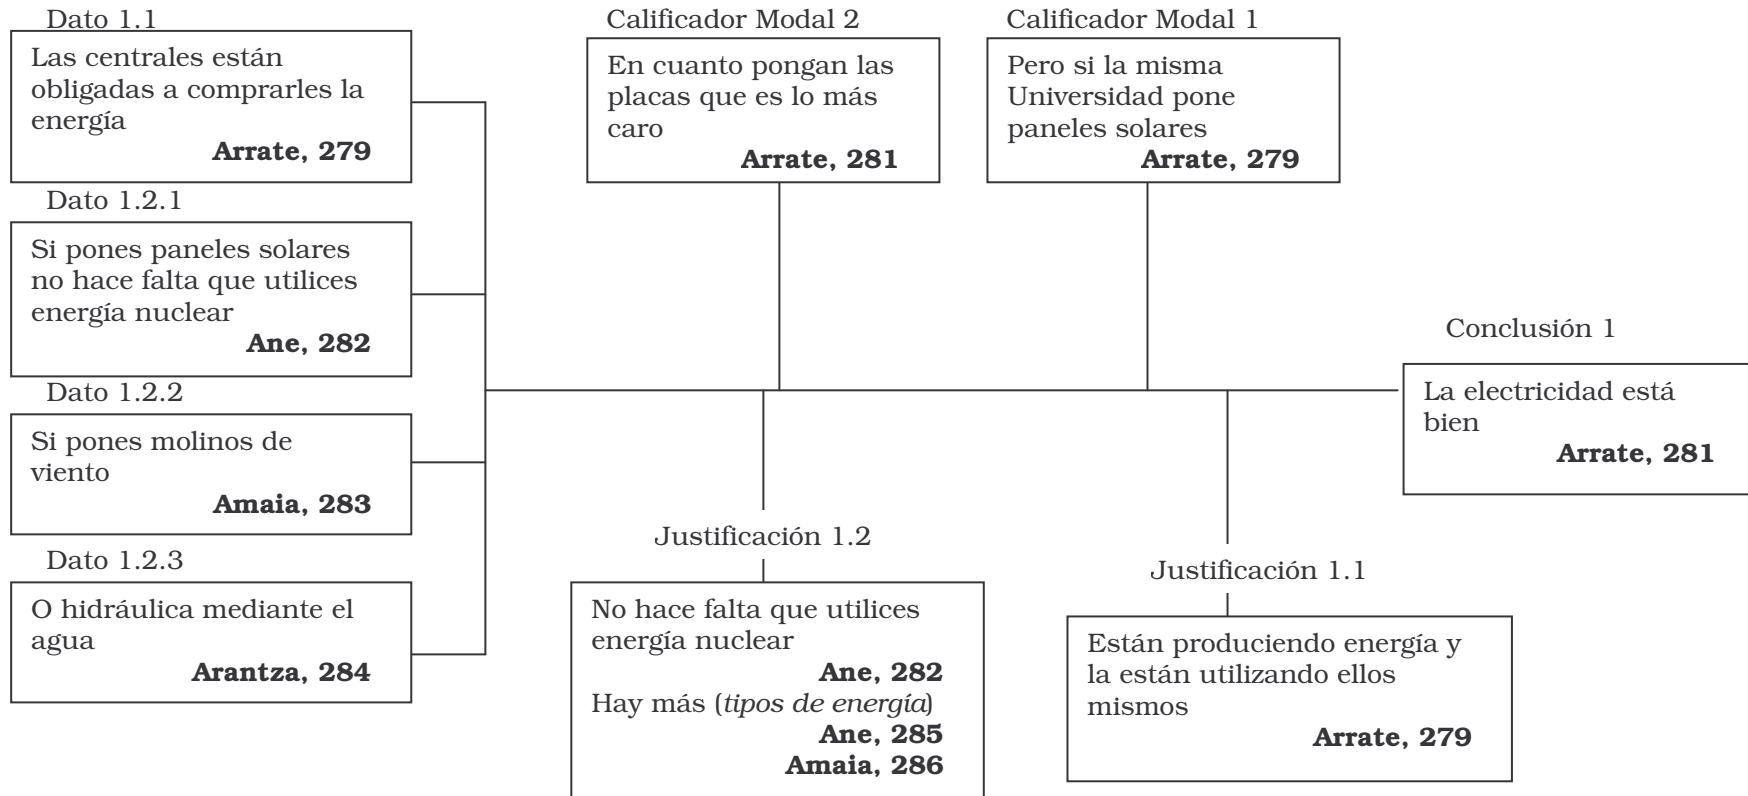 Dato 1.1
Las centrales están
obligadas a comprarles la
energía
Arrate, 279
Dato 1.2.1
Si pones paneles solares
no hace falta que utilices
energía nuclear
Ane, 282
Dato 1.2.2
Si pones molinos de
viento
Amaia, 283
Dato 1.2.3
O hidráulica mediante el
agua
Arantza, 284
Calificador Modal 2
En cuanto pongan las
placas que es lo más
caro
Arrate, 281
Calificador Modal 1
Pero si la misma
Universidad pone
paneles solares
Arrate, 279
Justificación 1.2
No hace falta que utilices
energía nuclear
Ane, 282
Hay más (tipos de energía)
Ane, 285
Amaia, 286
Justificación 1.1
Están produciendo energía y
la están utilizando ellos
mismos
Arrate, 279
Conclusión 1
La electricidad está
bien
Arrate, 281